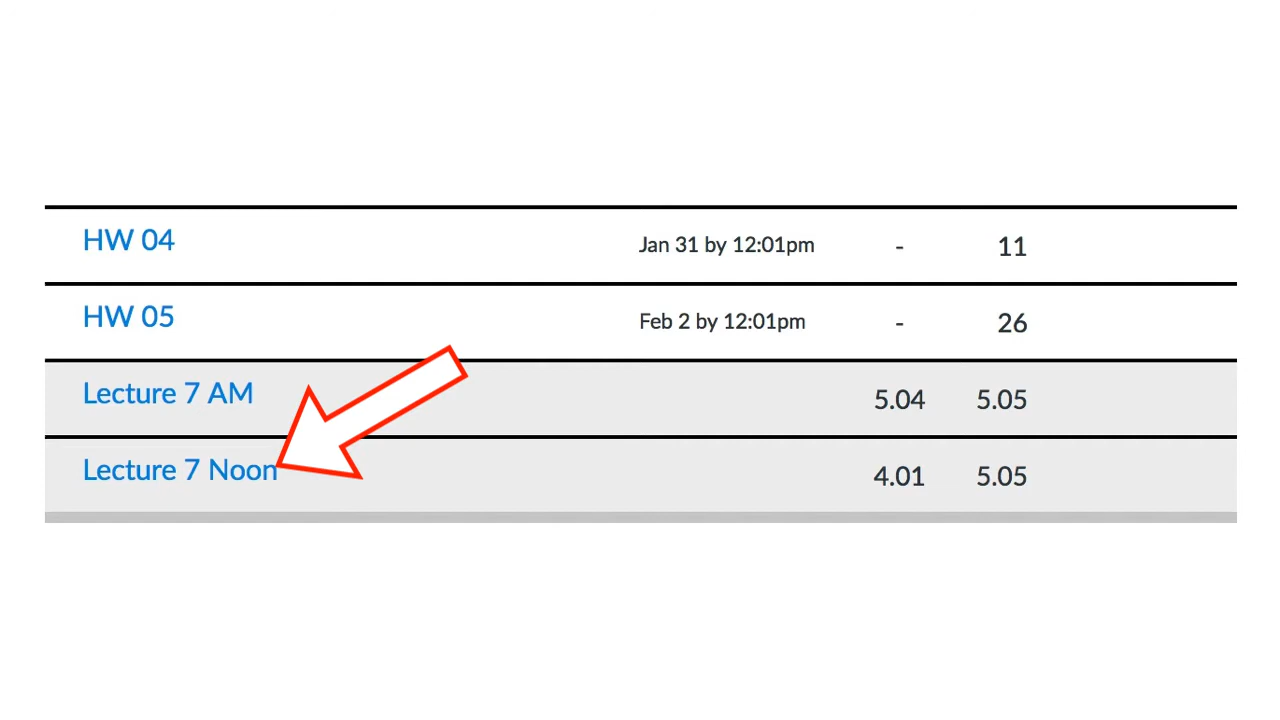 HW 04 Jan 31 by 12:01pm - 11
HW 05 Feb 2 by 12:01pm - 26
Lecture 7 AM 5.04 5.05
Lecture 7 Noon 4.01 5.05